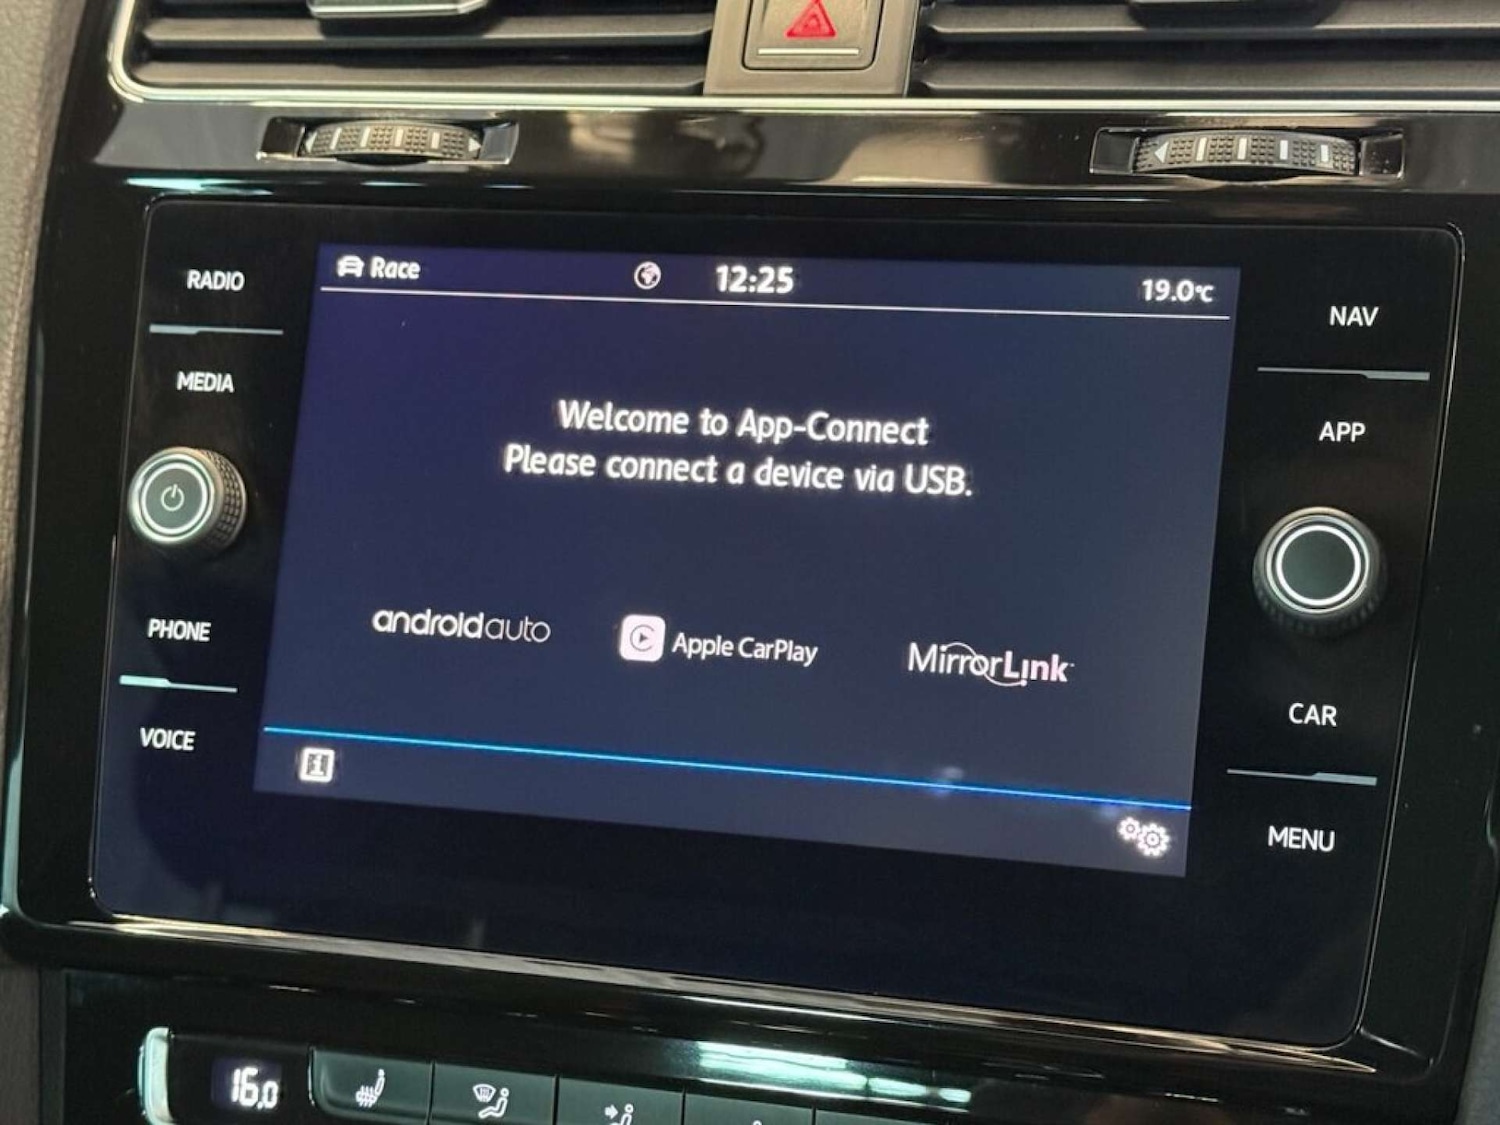 RADIO
MEDIA
PHONE
VOICE
Race
12:25
19.0°C
Welcome to App-Connect
Please connect a device via USB.
androidauto
Apple CarPlay
MirrorLink
NAV
APP
CAR
MENU
16.0